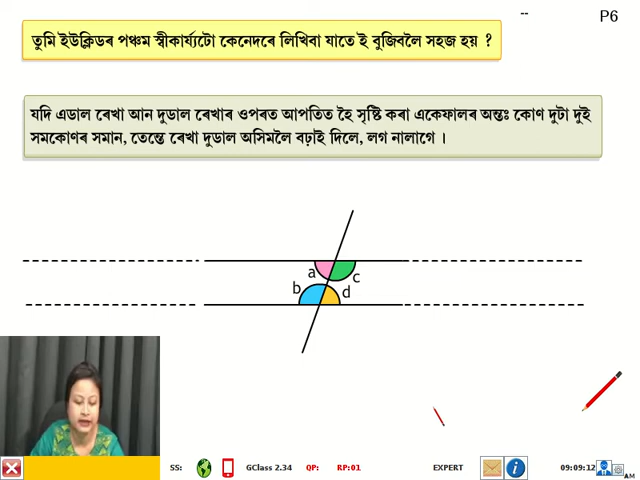 --
P6
তুমি ইউক্লিডৰ পঞ্চম স্বীকাৰ্য্যটো কেনেদৰে লিখিবা যাতে ই বুজিবলৈ সহজ হয় ?
যদি এডাল ৰেখা আন দুডাল ৰেখাৰ ওপৰত আপতিত হৈ সৃষ্টি কৰা একেফালৰ অন্তঃ কোণ দুটা দুই
সমকোণৰ সমান, তেন্তে ৰেখা দুডাল অসিমলৈ বঢ়াই দিলে, লগ নালাগে ।
a
c
b
d
SS:
GClass 2.34
QP:
RP:01
EXPERT
09:09:12
AM